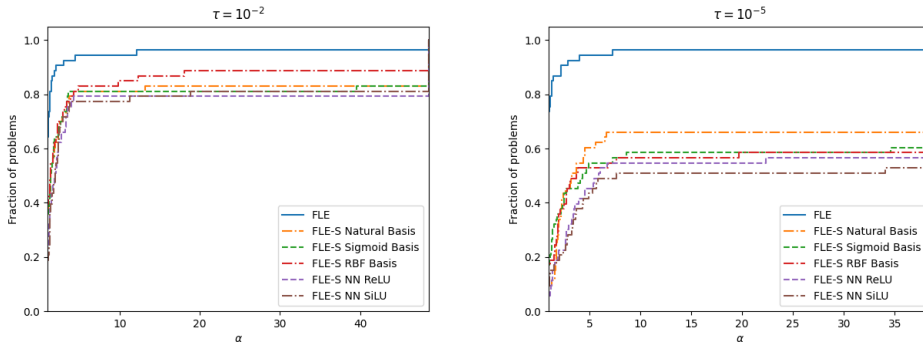 τ = 10⁻²
1.0
0.8
0.6
0.4
0.2
0.0
Fraction of problems
10
20
30
40
α
FLE
FLE-S Natural Basis
FLE-S Sigmoid Basis
FLE-S RBF Basis
FLE-S NN ReLU
FLE-S NN SiLU
τ = 10⁻⁵
1.0
0.8
0.6
0.4
0.2
0.0
Fraction of problems
5
10
15
20
25
30
35
α
FLE
FLE-S Natural Basis
FLE-S Sigmoid Basis
FLE-S RBF Basis
FLE-S NN ReLU
FLE-S NN SiLU